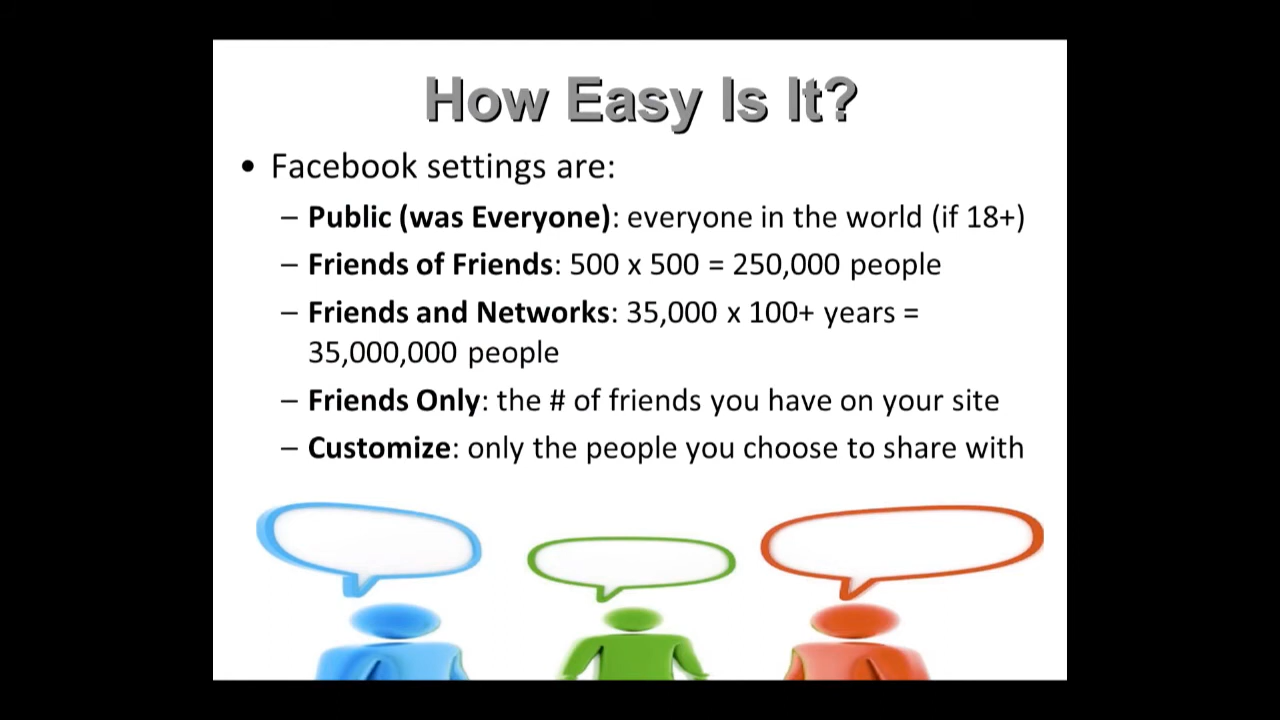 How Easy Is It?
• Facebook settings are:
– Public (was Everyone): everyone in the world (if 18+)
– Friends of Friends: 500 x 500 = 250,000 people
– Friends and Networks: 35,000 x 100+ years =
35,000,000 people
– Friends Only: the # of friends you have on your site
– Customize: only the people you choose to share with